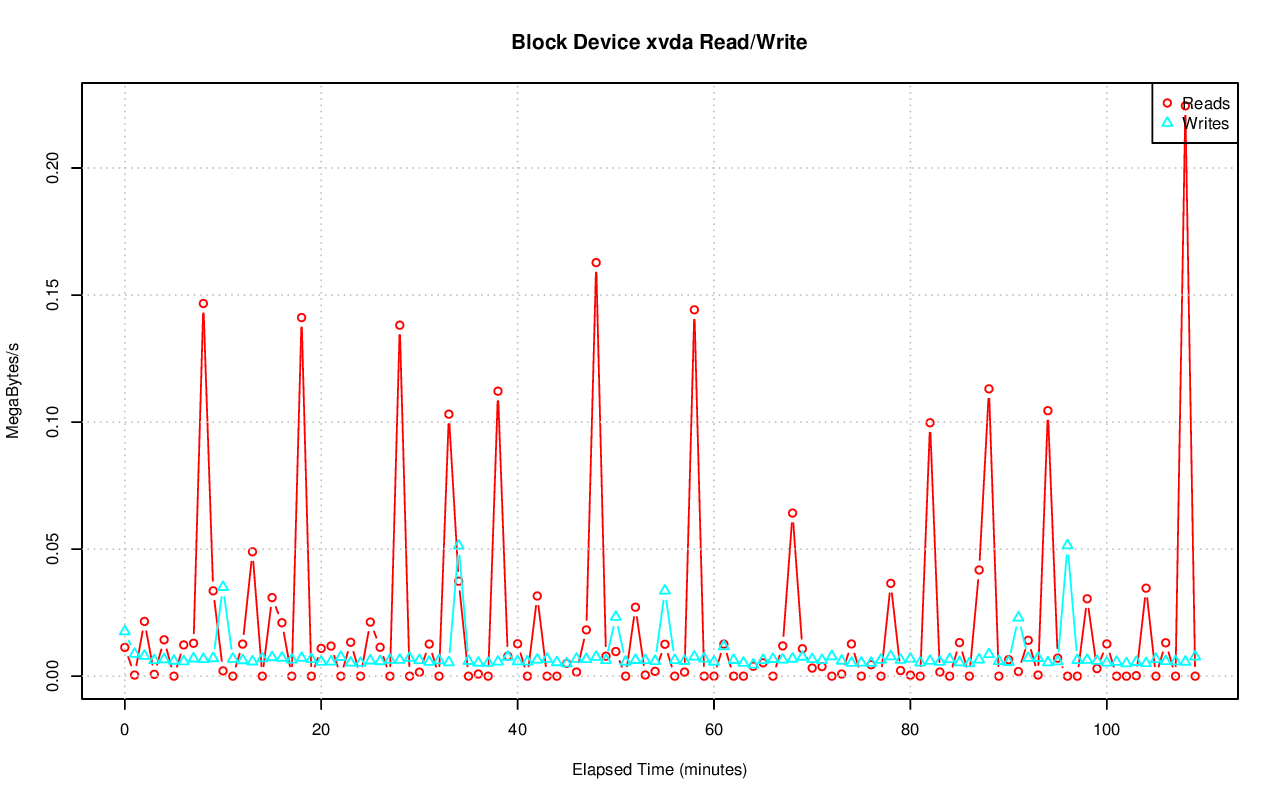 Block Device xvda Read/Write
Reads
Writes
MegaBytes/s
0.20
0.15
0.10
0.05
0.00
0 20 40 60 80 100
Elapsed Time (minutes)